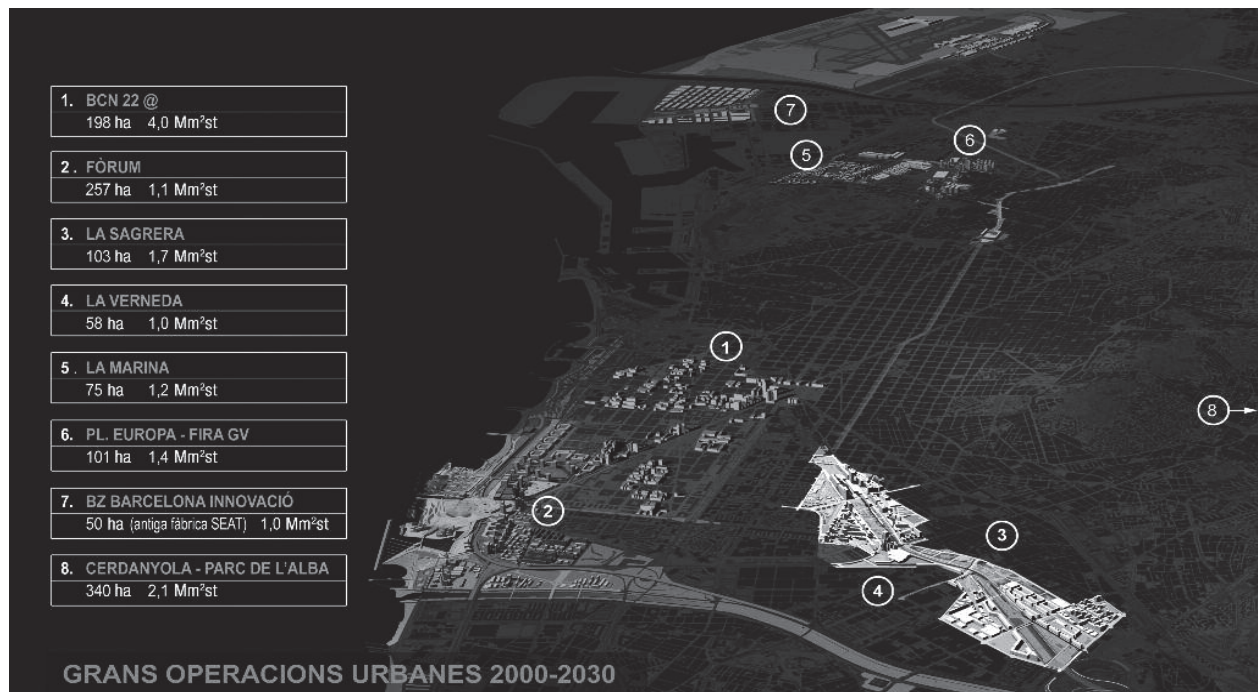 1. BCN 22 @
198 ha 4,0 Mm²st
2. FÒRUM
257 ha 1,1 Mm²st
3. LA SAGRERA
103 ha 1,7 Mm²st
4. LA VERNEDA
58 ha 1,0 Mm²st
5. LA MARINA
75 ha 1,2 Mm²st
6. PL. EUROPA - FIRA GV
101 ha 1,4 Mm²st
7. BZ BARCELONA INNOVACIÓ
50 ha (antiga fàbrica SEAT) 1,0 Mm²st
8. CERDANYOLA - PARC DE L'ALBA
340 ha 2,1 Mm²st
7
6
5
1
8
2
3
4
GRANS OPERACIONS URBANES 2000-2030